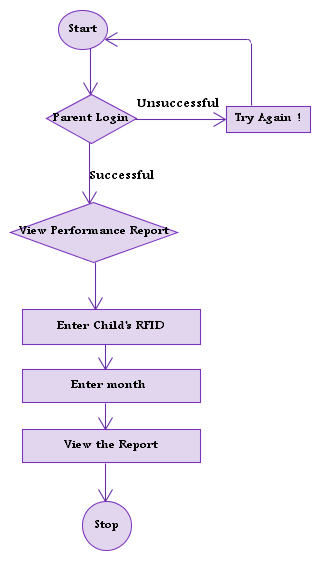 Start
Unsuccessful
Parent Login
Try Again !
Successful
View Performance Report
Enter Child's RFID
Enter month
View the Report
Stop